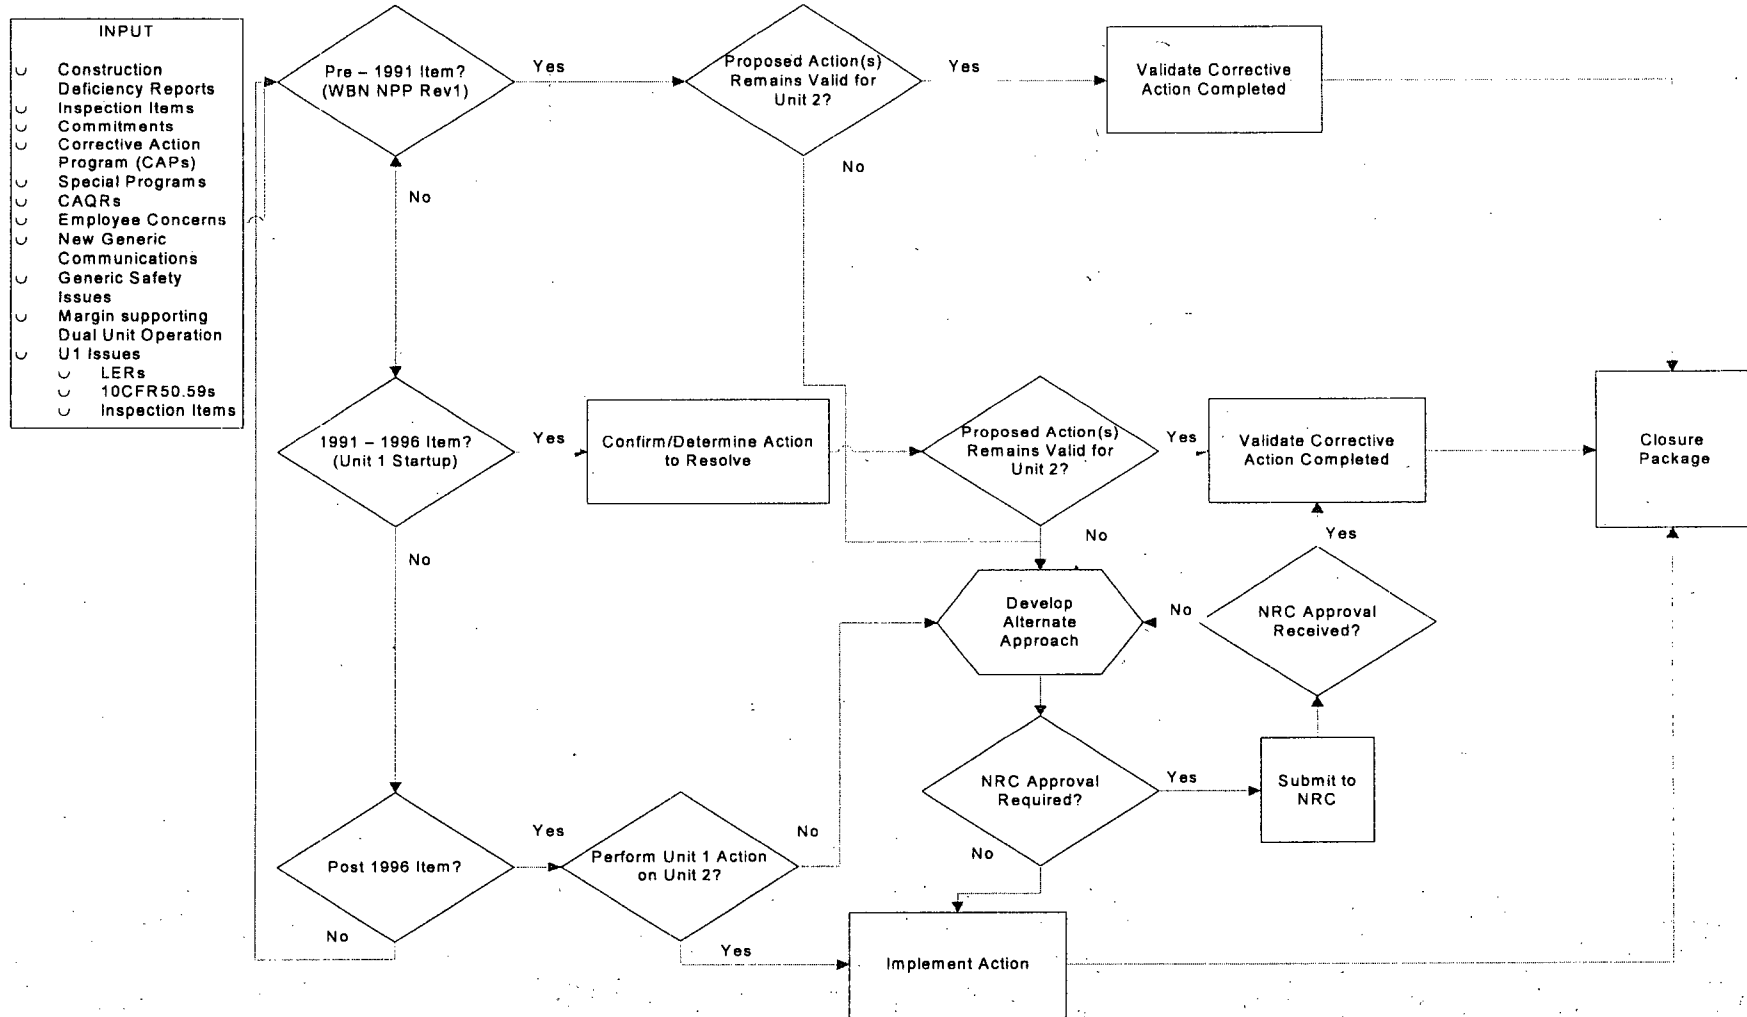 INPUT
Construction
Deficiency Reports
Inspection Items
Commitments
Corrective Action
Program (CAPs)
Special Programs
CAQRs
Employee Concerns
New Generic
Communications
Generic Safety
Issues
Margin supporting
Dual Unit Operation
U1 Issues
LERs
10CFR50.59s
Inspection Items
Pre – 1991 Item?
(WBN NPP Rev1)
Yes
No
Proposed Action(s)
Remains Valid for
Unit 2?
Yes
No
Validate Corrective
Action Completed
1991 – 1996 Item?
(Unit 1 Startup)
Yes
No
Confirm/Determine Action
to Resolve
Proposed Action(s)
Remains Valid for
Unit 2?
Yes
No
Validate Corrective
Action Completed
Closure
Package
Yes
Develop
Alternate
Approach
No
NRC Approval
Received?
NRC Approval
Required?
Yes
No
Submit to
NRC
Post 1996 Item?
Yes
No
Perform Unit 1 Action
on Unit 2?
No
Yes
Implement Action